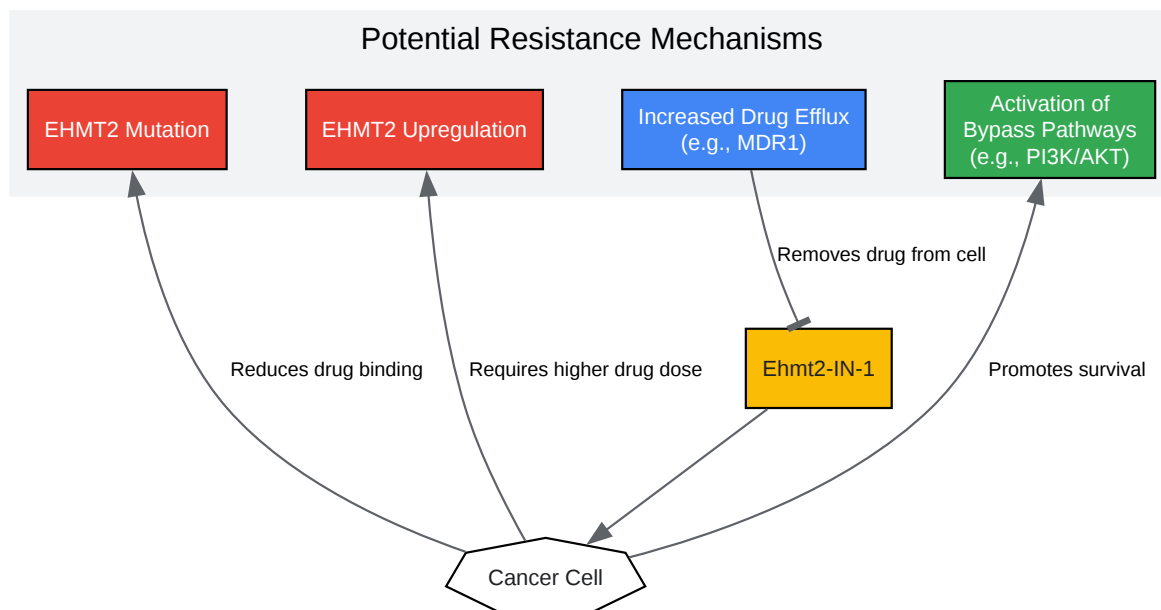 Potential Resistance Mechanisms
EHMT2 Mutation
EHMT2 Upregulation
Increased Drug Efflux
(e.g., MDR1)
Activation of
Bypass Pathways
(e.g., PI3K/AKT)
Removes drug from cell
Reduces drug binding
Requires higher drug dose
Ehmt2-IN-1
Promotes survival
Cancer Cell